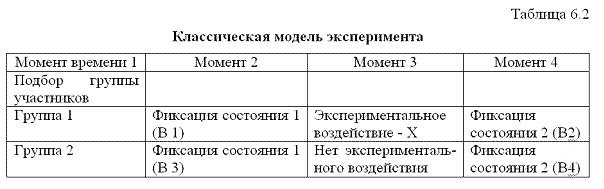 Таблица 6.2
Классическая модель эксперимента
Момент времени 1 Момент 2 Момент 3 Момент 4
Подбор группы
участников
Группа 1 Фиксация состояния 1 Экспериментальное Фиксация
(В 1) воздействие - Х состояния 2 (В2)
Группа 2 Фиксация состояния 1 Нет эксперименталь- Фиксация
(В 3) ного воздействия состояния 2 (В4)